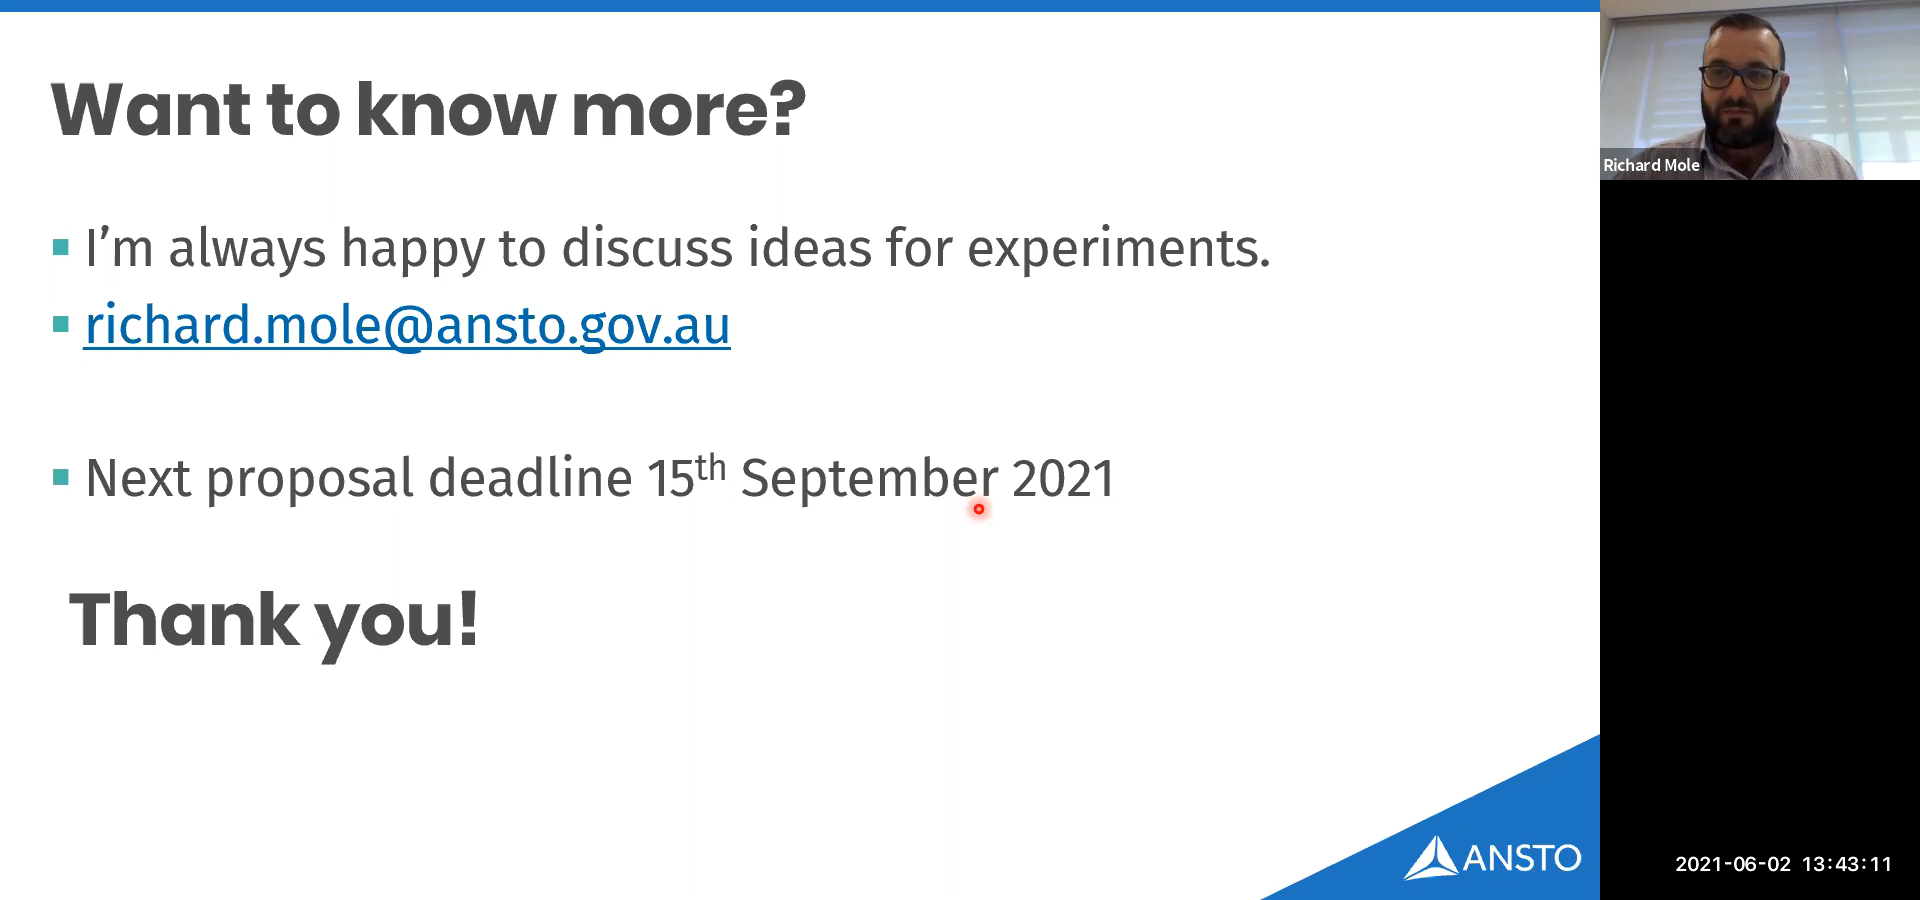 Want to know more?
I’m always happy to discuss ideas for experiments.
richard.mole@ansto.gov.au
Next proposal deadline 15th September 2021
Thank you!
ANSTO
Richard Mole
2021-06-02 13:43:11